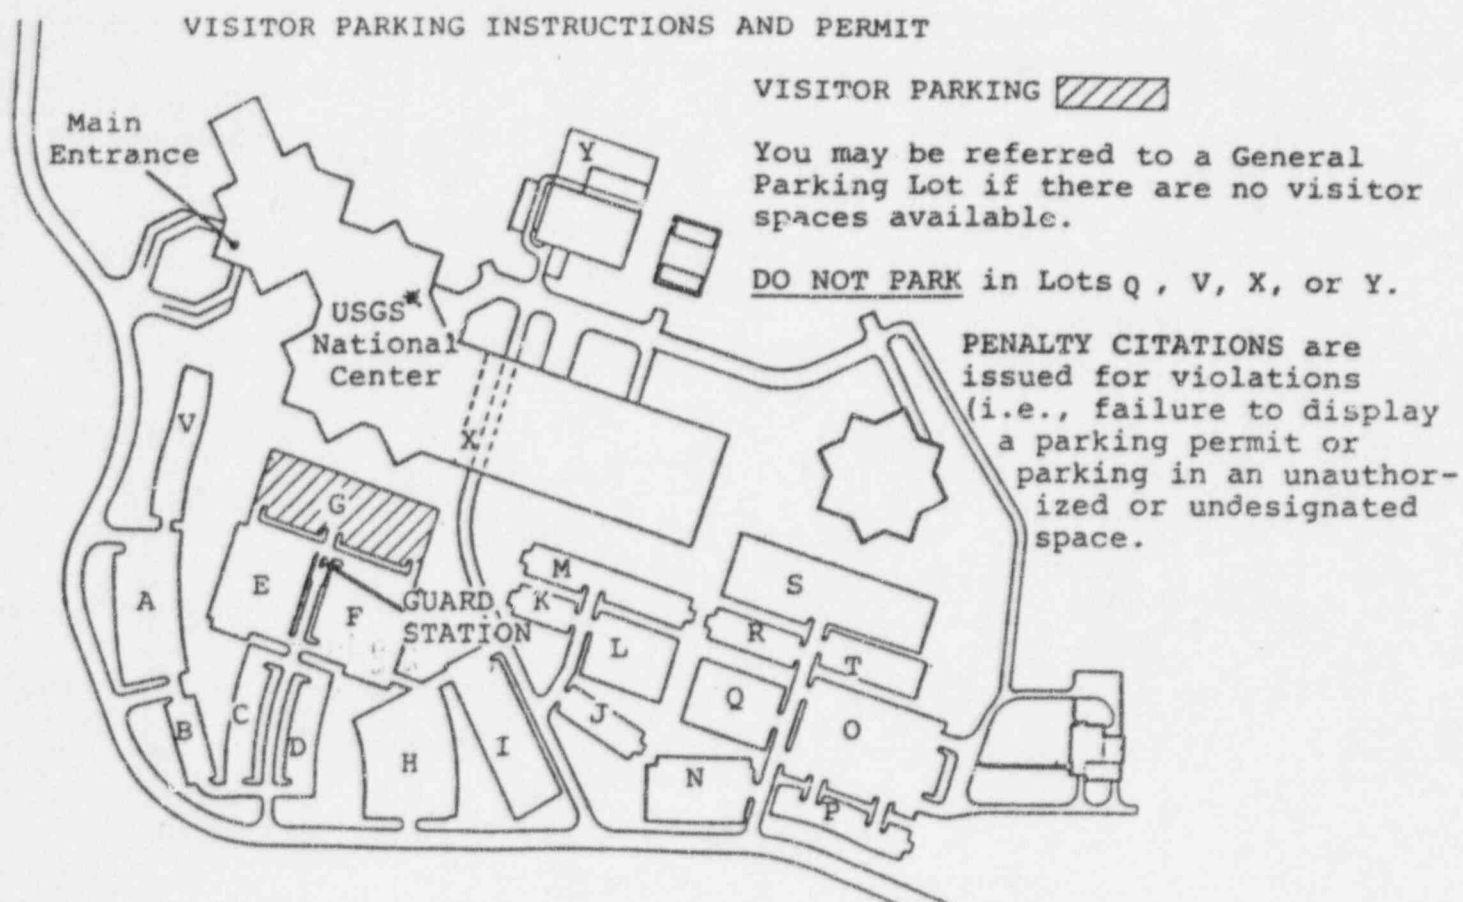 VISITOR PARKING INSTRUCTIONS AND PERMIT
VISITOR PARKING
Main
Entrance
You may be referred to a General
Parking Lot if there are no visitor
spaces available.
DO NOT PARK in Lots Q , V, X, or Y.
PENALTY CITATIONS are
issued for violations
(i.e., failure to display
a parking permit or
parking in an unauthor-
ized or undesignated
space.
USGS
National
Center
Y
V
X
G
GUARD
STATION
A
E
F
M
K
L
S
R
T
B
C
D
H
I
J
Q
O
N
P